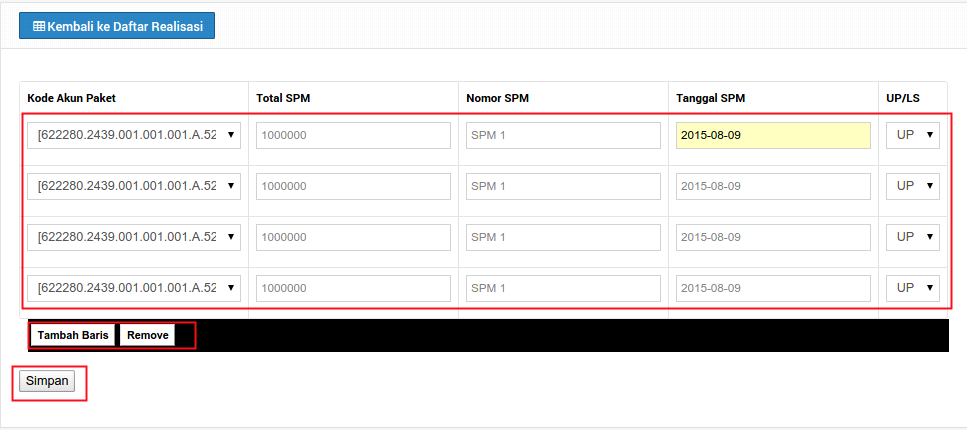 Kembali ke Daftar Realisasi
Kode Akun Paket Total SPM Nomor SPM Tanggal SPM UP/LS
[622280.2439.001.001.001.A.52 1000000 SPM 1 2015-08-09 UP
[622280.2439.001.001.001.A.52 1000000 SPM 1 2015-08-09 UP
[622280.2439.001.001.001.A.52 1000000 SPM 1 2015-08-09 UP
[622280.2439.001.001.001.A.52 1000000 SPM 1 2015-08-09 UP
Tambah Baris Remove
Simpan